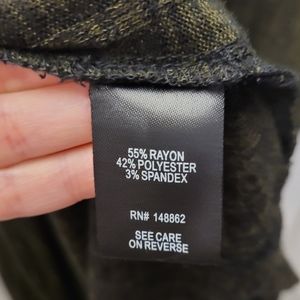 55% RAYON
42% POLYESTER
3% SPANDEX
RN# 148862
SEE CARE
ON REVERSE